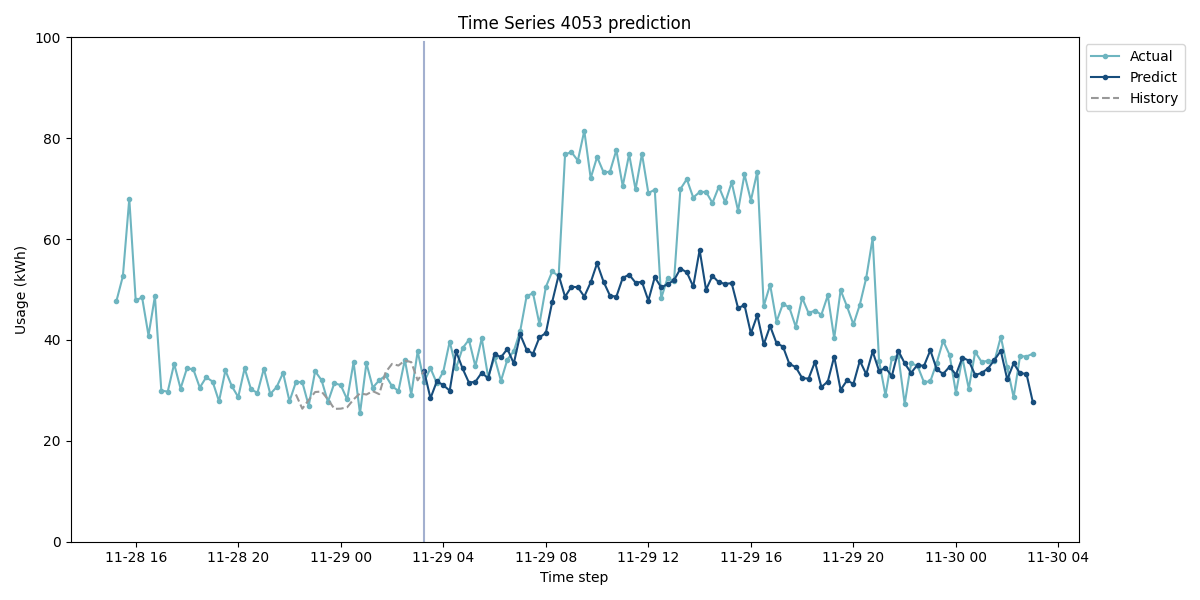 Time Series 4053 prediction
Actual
Predict
History
Usage (kWh)
100
80
60
40
20
0
11-28 16
11-28 20
11-29 00
11-29 04
11-29 08
11-29 12
11-29 16
11-29 20
11-30 00
11-30 04
Time step